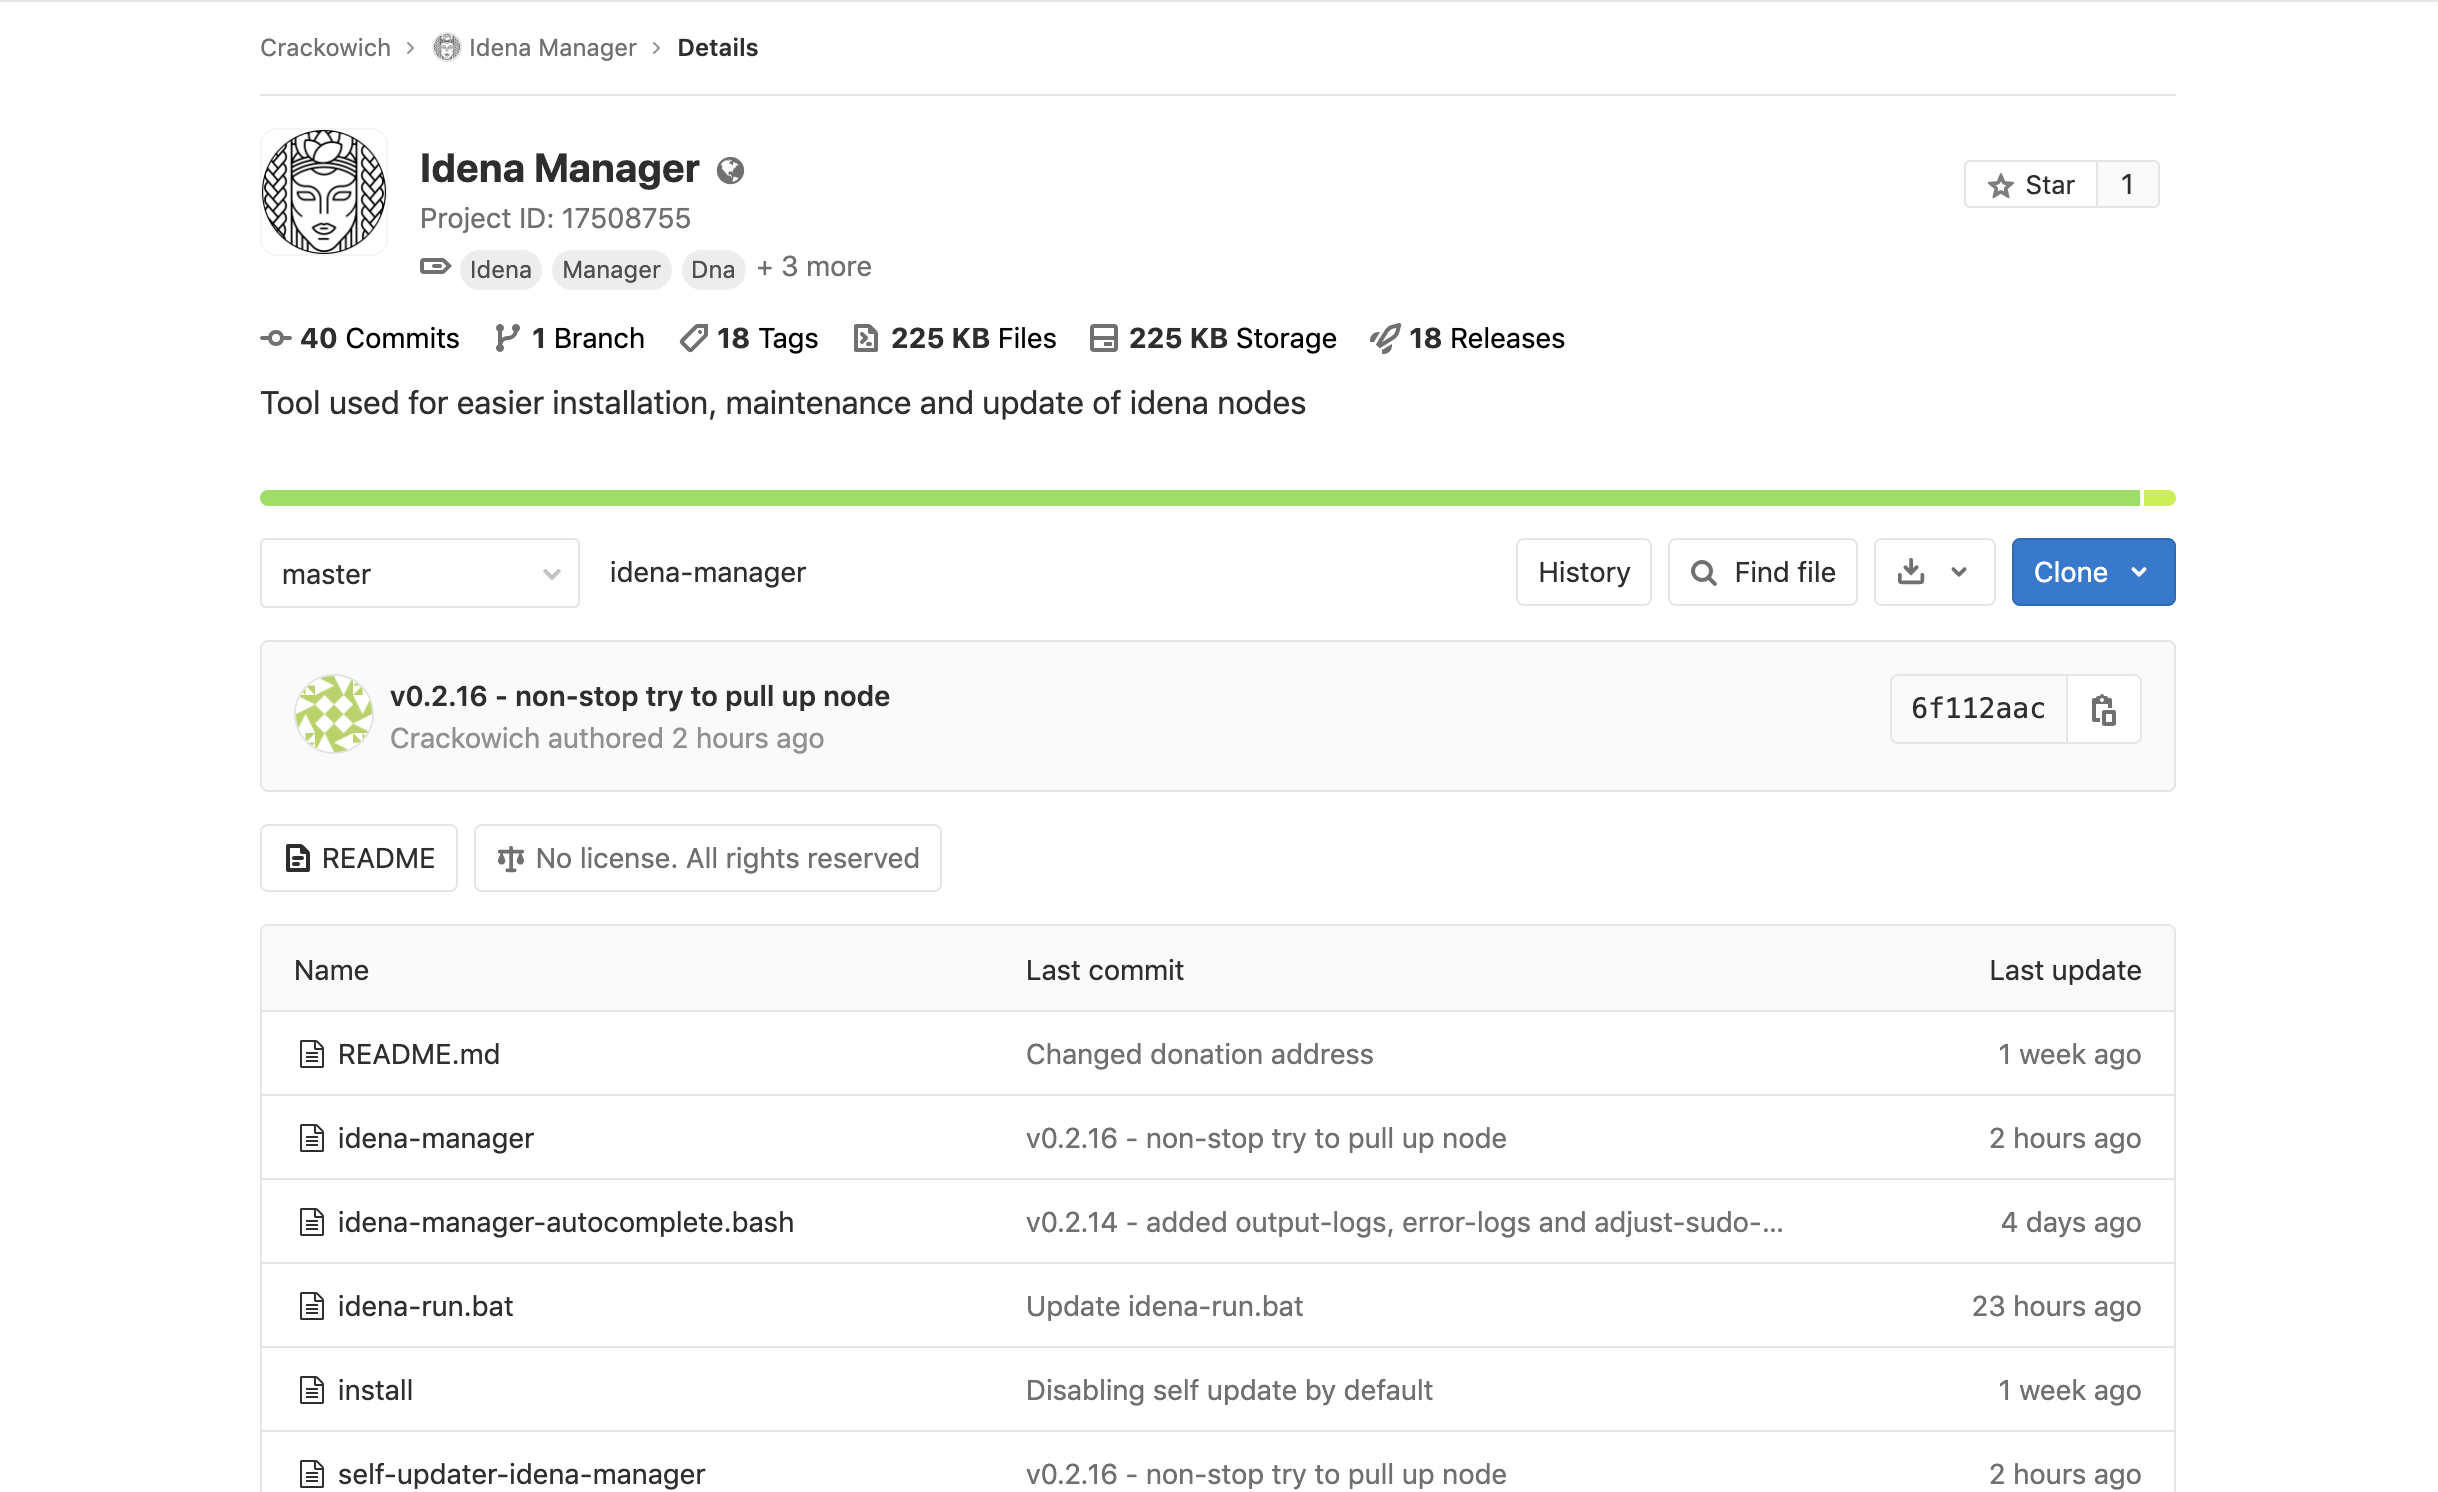 Crackowich > Idena Manager > Details
Idena Manager
Star 1
Project ID: 17508755
Idena Manager Dna + 3 more
40 Commits 1 Branch 18 Tags 225 KB Files 225 KB Storage 18 Releases
Tool used for easier installation, maintenance and update of idena nodes
master idena-manager History Find file Clone
v0.2.16 - non-stop try to pull up node
Crackowich authored 2 hours ago
6f112aac
README No license. All rights reserved
Name Last commit Last update
README.md Changed donation address 1 week ago
idena-manager v0.2.16 - non-stop try to pull up node 2 hours ago
idena-manager-autocomplete.bash v0.2.14 - added output-logs, error-logs and adjust-sudo-... 4 days ago
idena-run.bat Update idena-run.bat 23 hours ago
install Disabling self update by default 1 week ago
self-updater-idena-manager v0.2.16 - non-stop try to pull up node 2 hours ago